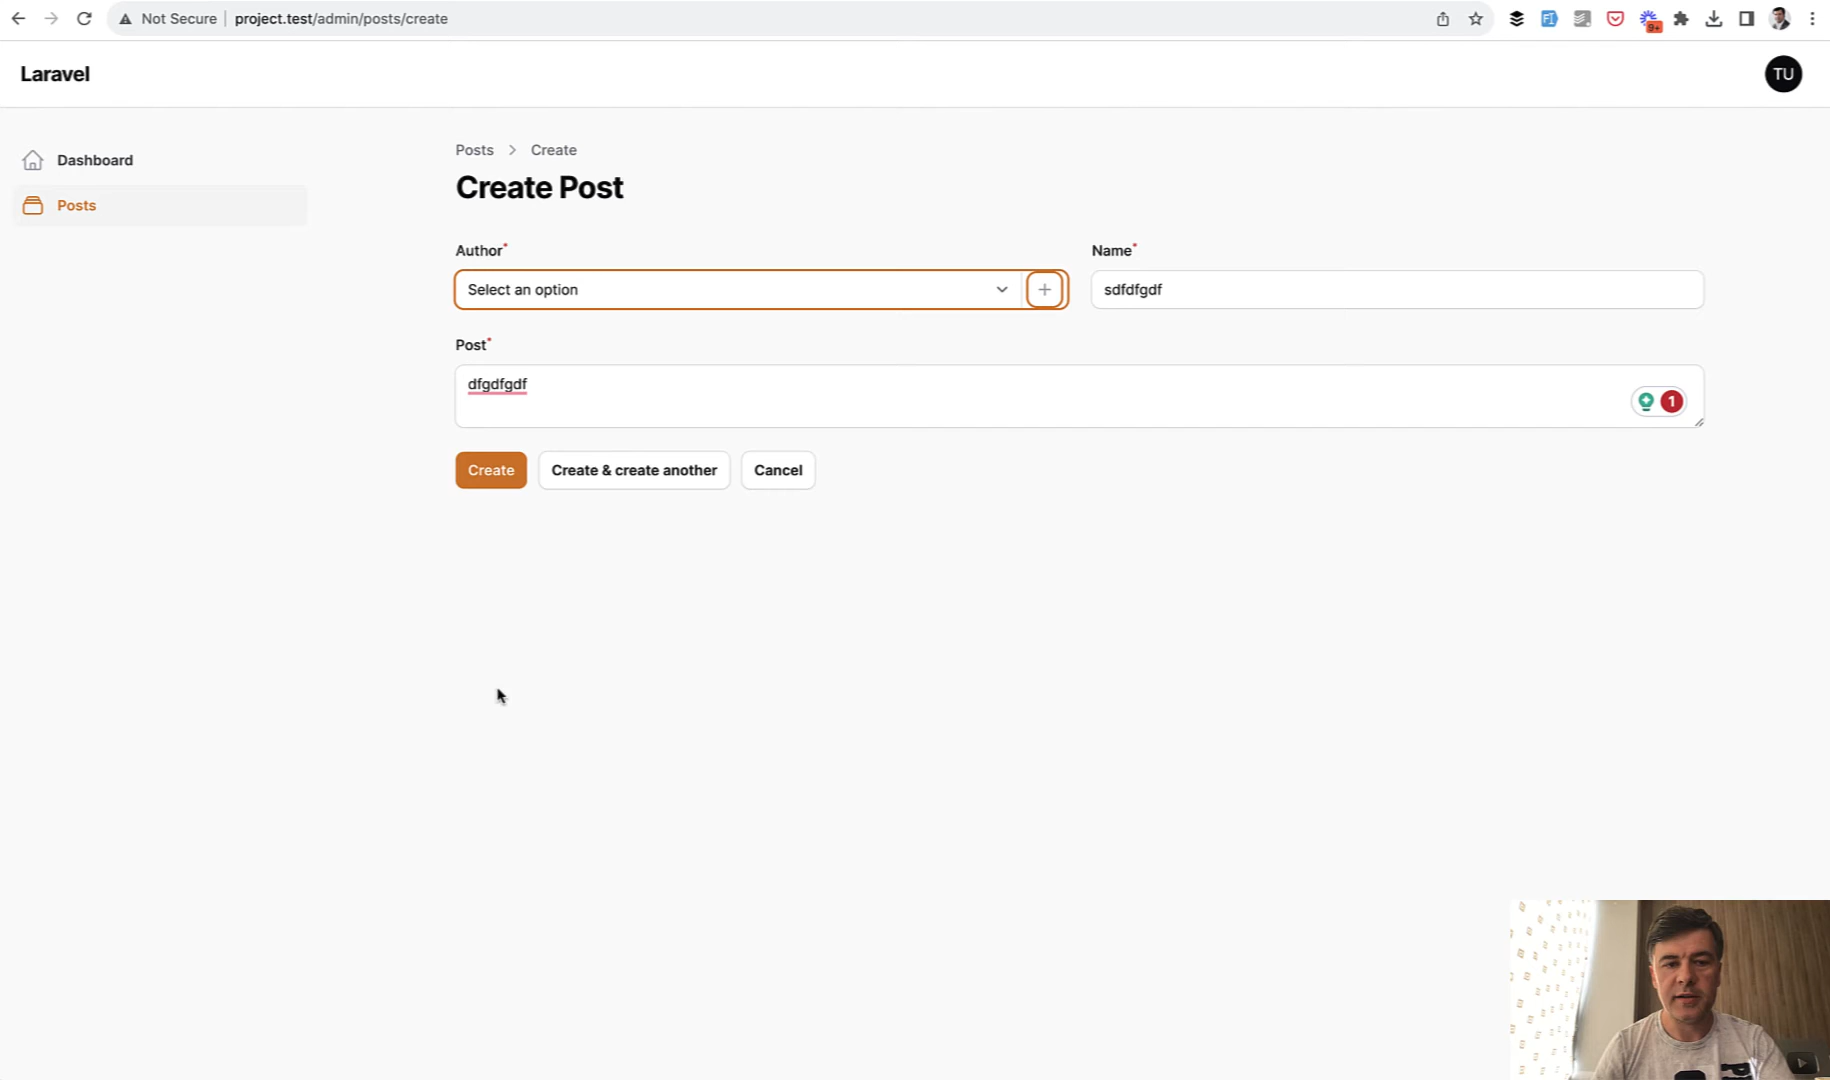 Not Secure project.test/admin/posts/create
9+
Laravel
TU
Dashboard
Posts
Posts > Create
Create Post
Author*
Name*
Select an option
+
sdfdfgdf
Post*
dfgdfgdf
1
Create
Create & create another
Cancel